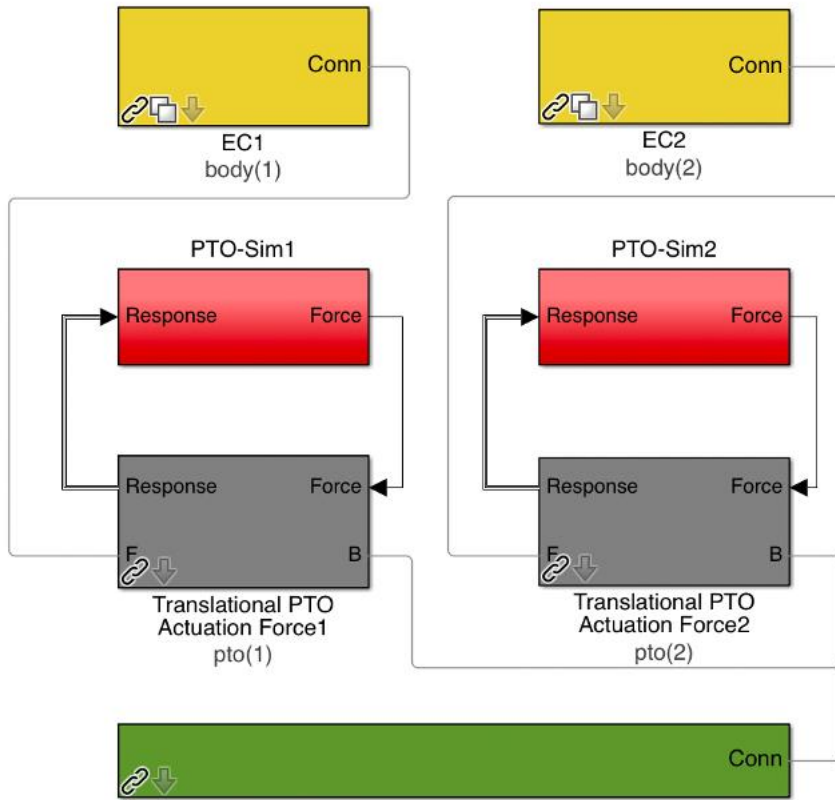 Conn
EC1
body(1)
Conn
EC2
body(2)
PTO-Sim1
Response
Force
PTO-Sim2
Response
Force
Response
Force
F
B
Translational PTO
Actuation Force1
pto(1)
Response
Force
F
B
Translational PTO
Actuation Force2
pto(2)
Conn